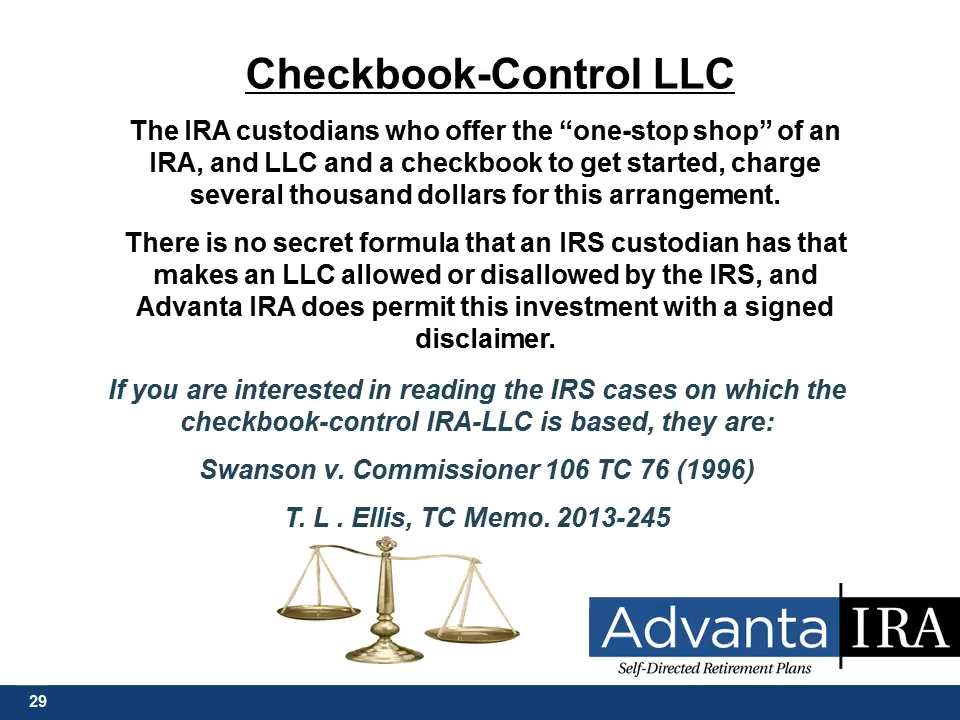 Checkbook-Control LLC
The IRA custodians who offer the “one-stop shop” of an
IRA, and LLC and a checkbook to get started, charge
several thousand dollars for this arrangement.
There is no secret formula that an IRS custodian has that
makes an LLC allowed or disallowed by the IRS, and
Advanta IRA does permit this investment with a signed
disclaimer.
If you are interested in reading the IRS cases on which the
checkbook-control IRA-LLC is based, they are:
Swanson v. Commissioner 106 TC 76 (1996)
T. L . Ellis, TC Memo. 2013-245
Advanta IRA
Self-Directed Retirement Plans
29